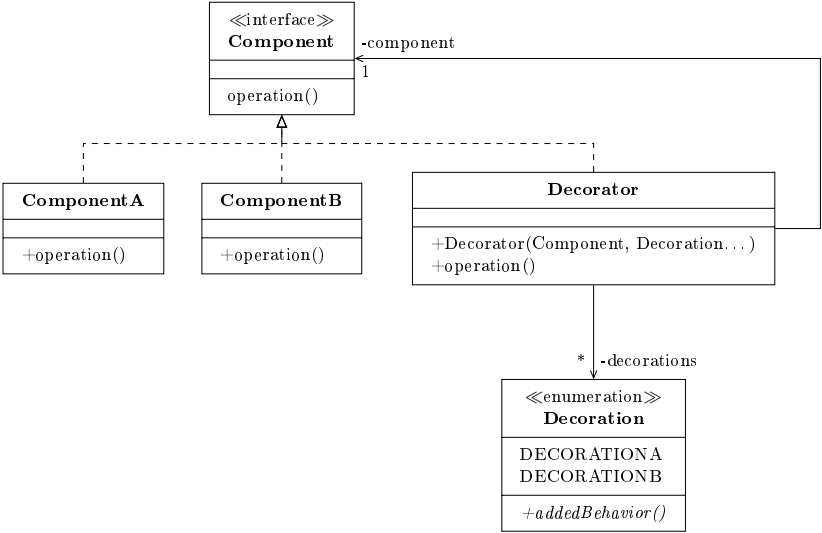 ≪interface≫
Component
operation()
-component
1
ComponentA
+operation()
ComponentB
+operation()
Decorator
+Decorator(Component, Decoration...)
+operation()
* -decorations
≪enumeration≫
Decoration
DECORATIONA
DECORATIONB
+addedBehavior()